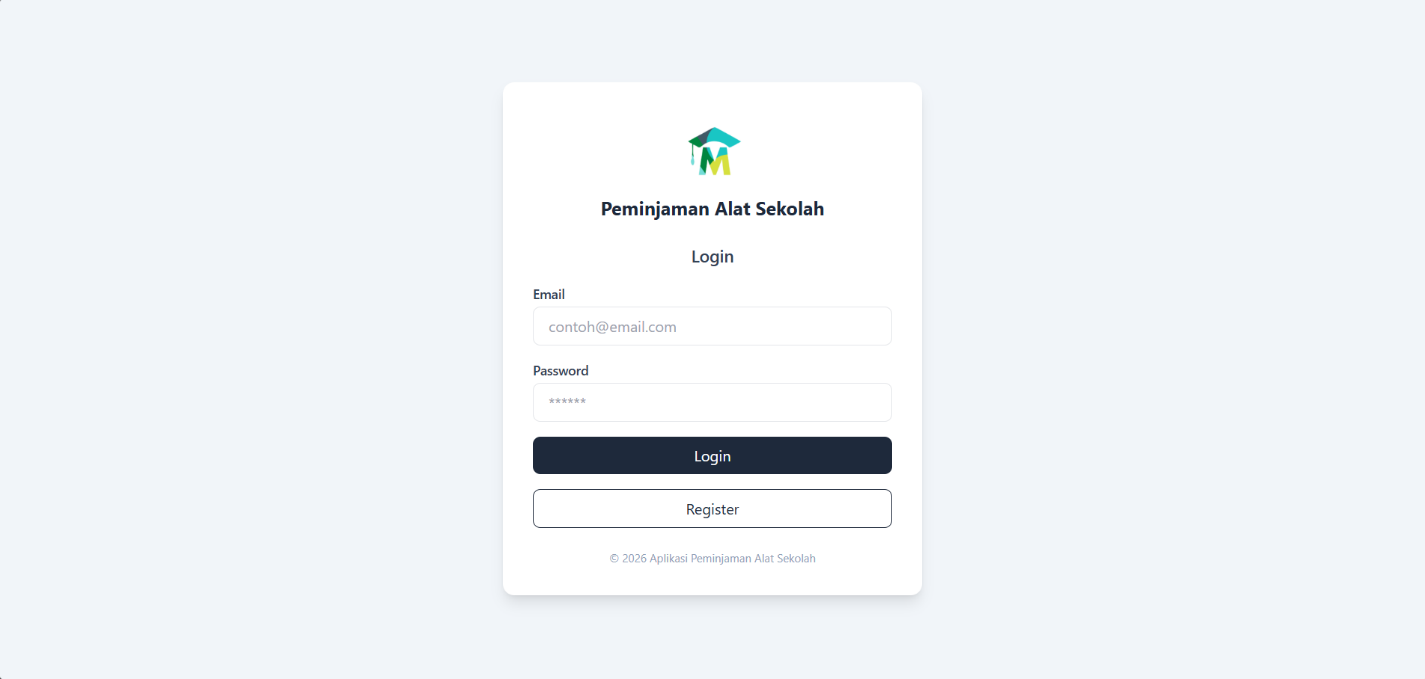 M
Peminjaman Alat Sekolah
Login
Email
contoh@email.com
Password
******
Login
Register
© 2026 Aplikasi Peminjaman Alat Sekolah